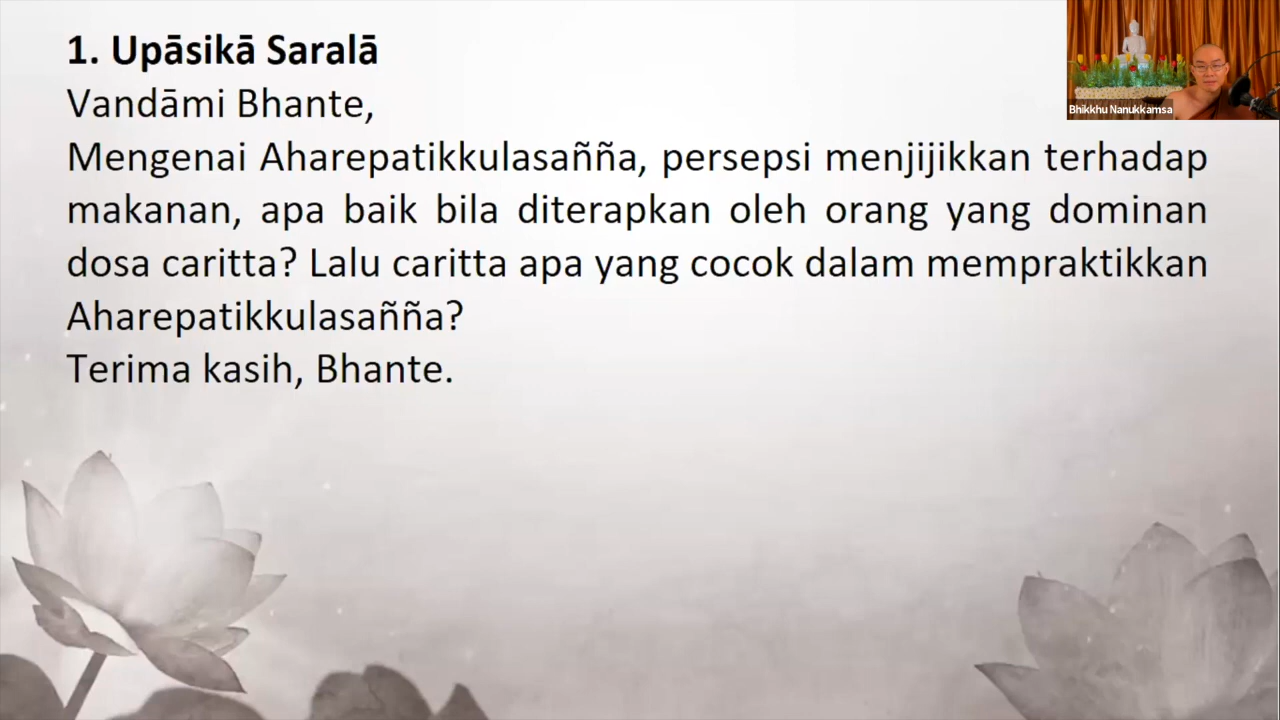 1. Upāsikā Saralā
Vandāmi Bhante,
Mengenai Aharepatikkulasañña, persepsi menjijikkan terhadap
makanan, apa baik bila diterapkan oleh orang yang dominan
dosa caritta? Lalu caritta apa yang cocok dalam mempraktikkan
Aharepatikkulasañña?
Terima kasih, Bhante.
Bhikkhu Nanukkamsa